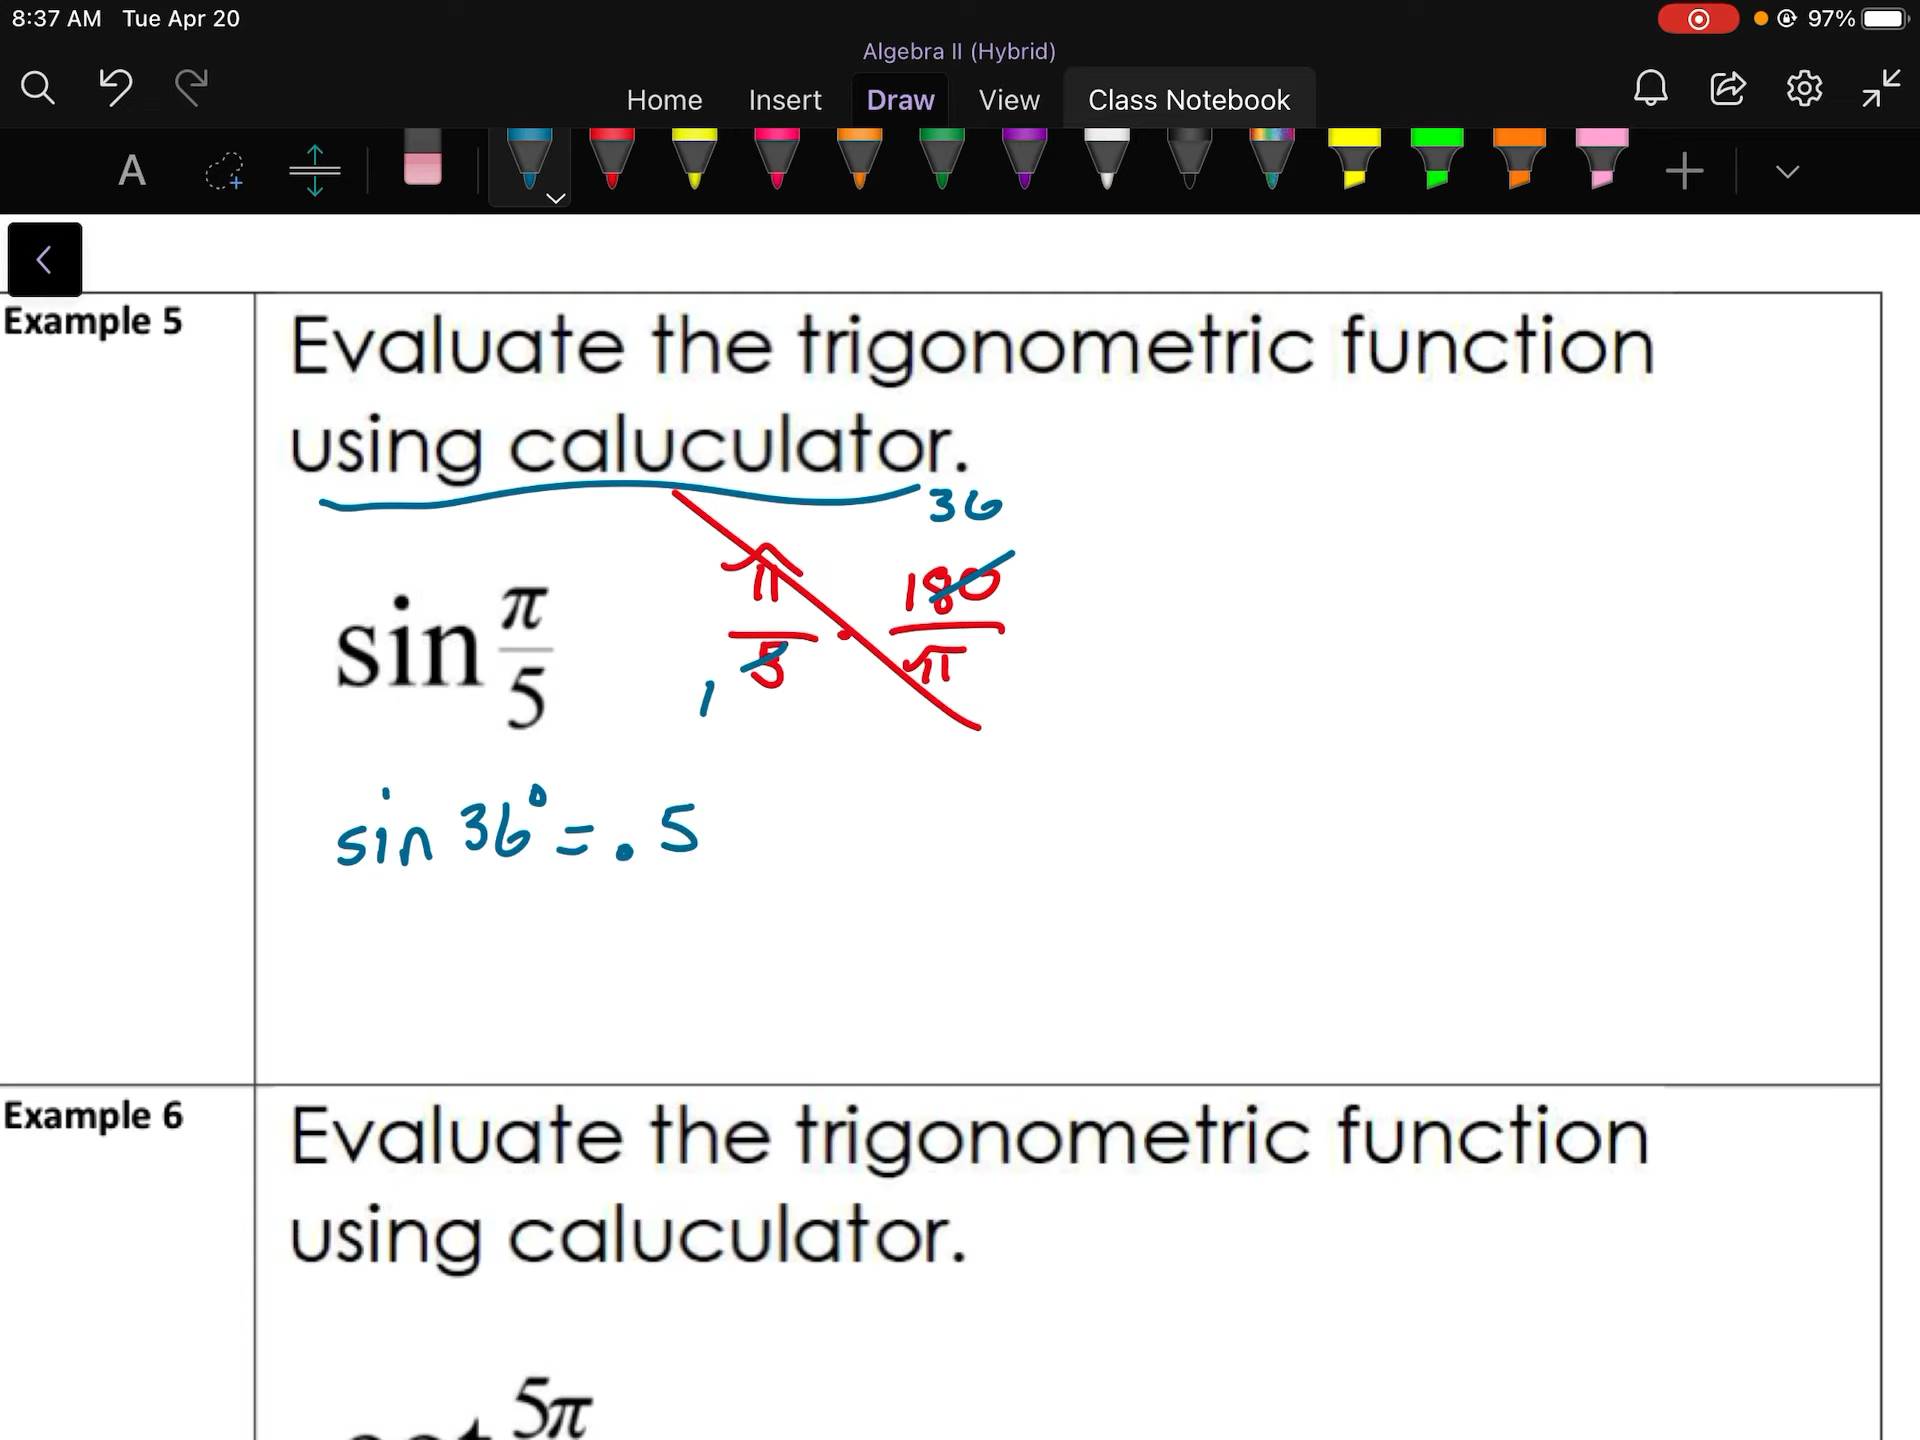 8:37 AM Tue Apr 20
97%
Algebra II (Hybrid)
Home Insert Draw View Class Notebook
A
Example 5
Evaluate the trigonometric function
using caluculator.
36
sin π/5
π/5 · 180/π
1
sin 36° = .5
Example 6
Evaluate the trigonometric function
using caluculator.
5π